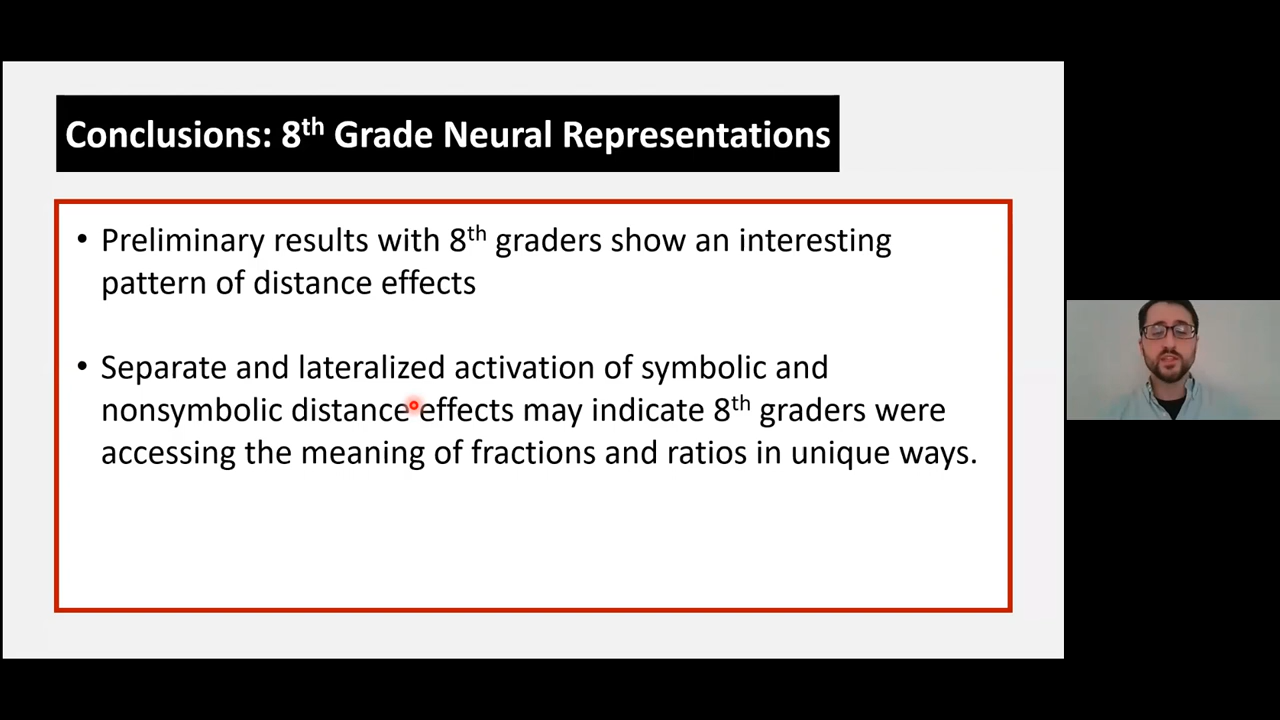 Conclusions: 8th Grade Neural Representations
• Preliminary results with 8th graders show an interesting
pattern of distance effects
• Separate and lateralized activation of symbolic and
nonsymbolic distance effects may indicate 8th graders were
accessing the meaning of fractions and ratios in unique ways.